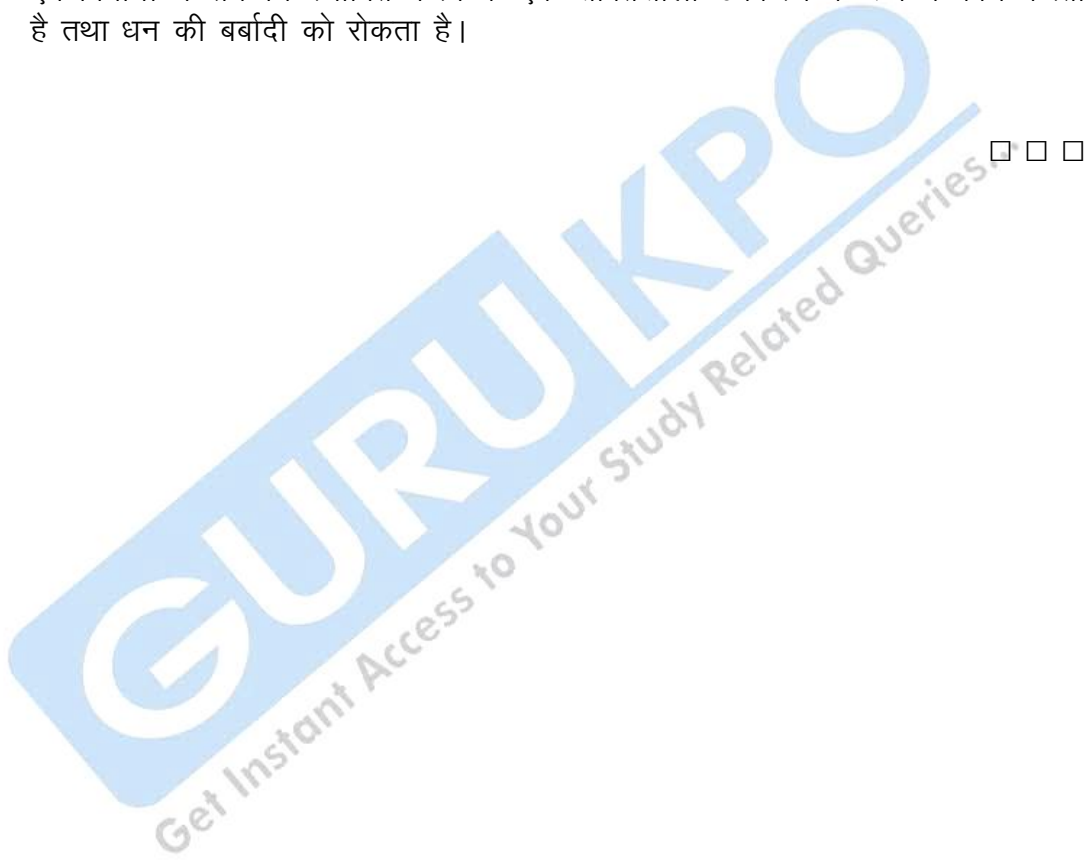 है तथा धन की बर्बादी को रोकता है।
□ □ □
GURUKPO
Get Instant Access to Your Study Related Queries...